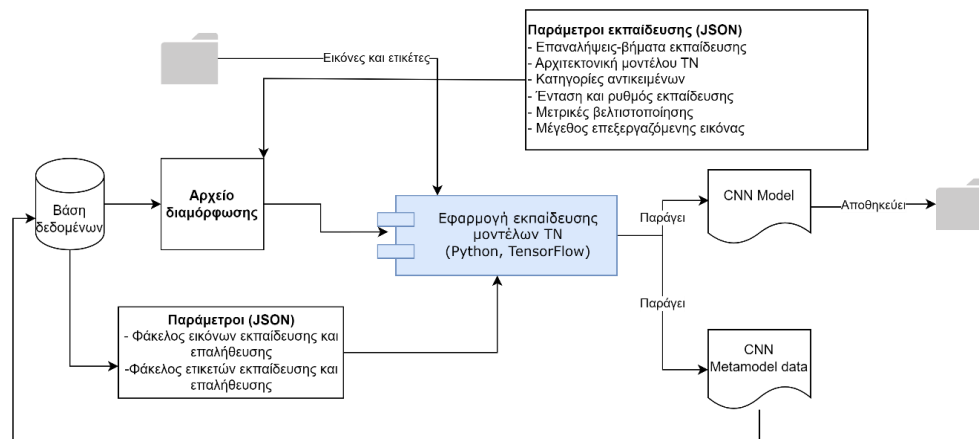 Εικόνες και ετικέτες
Παράμετροι εκπαίδευσης (JSON)
- Επαναλήψεις-βήματα εκπαίδευσης
- Αρχιτεκτονική μοντέλου ΤΝ
- Κατηγορίες αντικειμένων
- Ένταση και ρυθμός εκπαίδευσης
- Μετρικές βελτιστοποίησης
- Μέγεθος επεξεργαζόμενης εικόνας
Βάση
δεδομένων
Αρχείο
διαμόρφωσης
Εφαρμογή εκπαίδευσης
μοντέλων ΤΝ
(Python, TensorFlow)
Παράγει
CNN Model
Αποθηκεύει
Παράγει
Παράμετροι (JSON)
- Φάκελος εικόνων εκπαίδευσης και
επαλήθευσης
-Φάκελος ετικετών εκπαίδευσης και
επαλήθευσης
CNN
Metamodel data